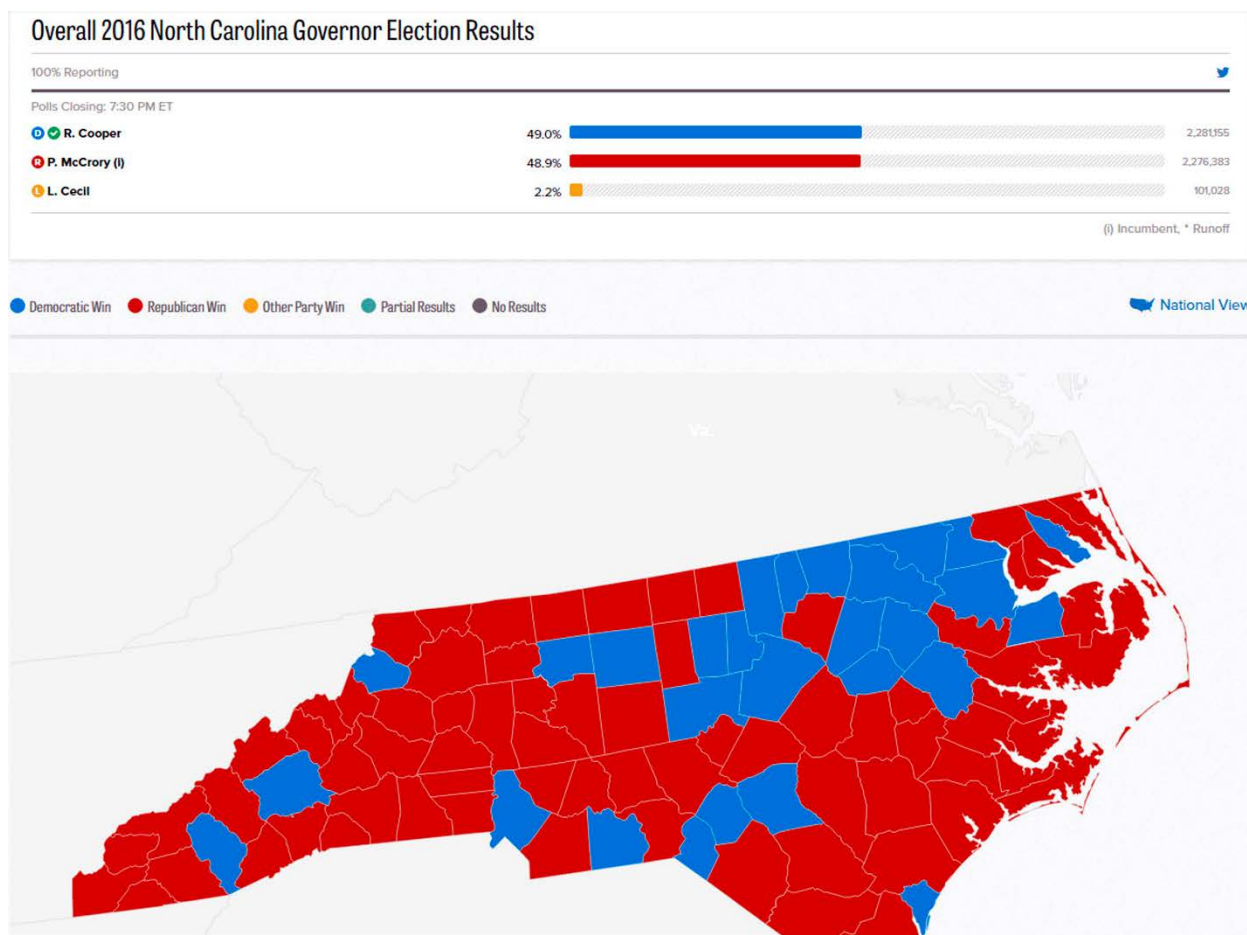 Overall 2016 North Carolina Governor Election Results
100% Reporting
Polls Closing: 7:30 PM ET
D R. Cooper 49.0% 2,281,155
R P. McCrory (i) 48.9% 2,276,383
L L. Cecil 2.2% 101,028
(i) Incumbent, * Runoff
Democratic Win Republican Win Other Party Win Partial Results No Results National View
Va.